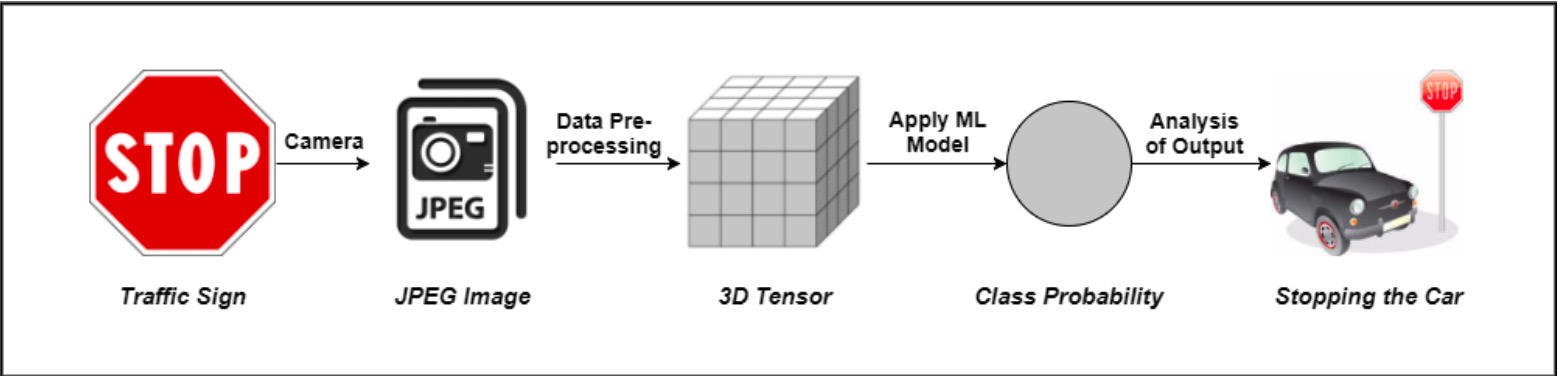 STOP
Camera
JPEG
Data Pre-
processing
Apply ML
Model
Analysis
of Output
STOP
Traffic Sign
JPEG Image
3D Tensor
Class Probability
Stopping the Car